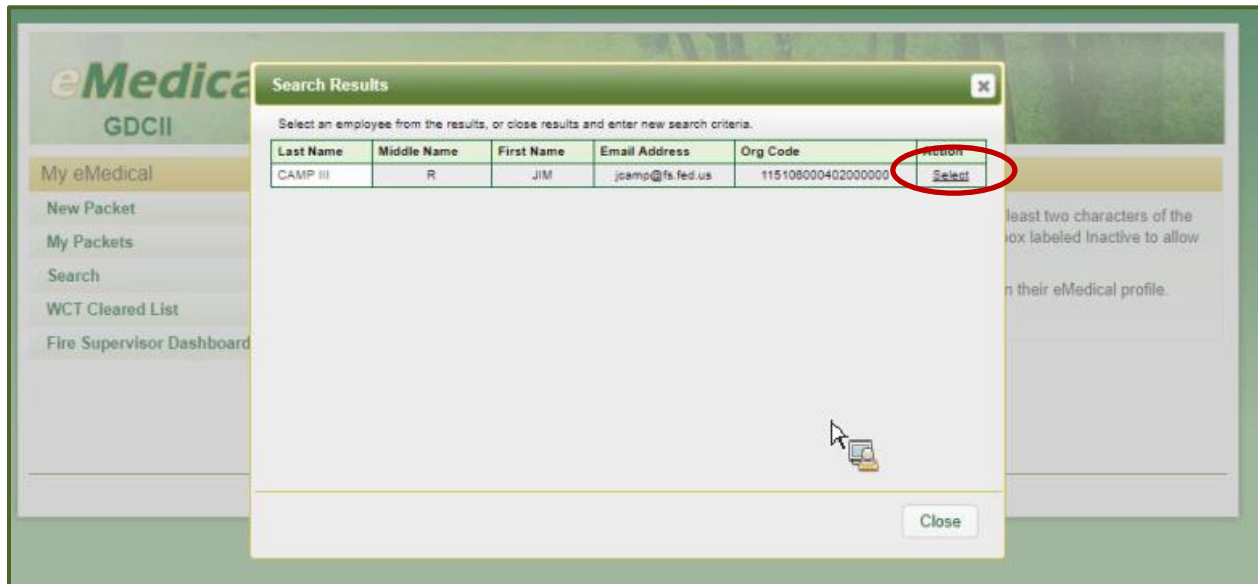 eMedica
GDCII
Search Results
Select an employee from the results, or close results and enter new search criteria.
Last Name Middle Name First Name Email Address Org Code Action
CAMP III R JIM jcamp@fs.fed.us 115108000402000000 Select
My eMedical
New Packet
My Packets
Search
WCT Cleared List
Fire Supervisor Dashboard
least two characters of the
box labeled Inactive to allow
n their eMedical profile.
Close